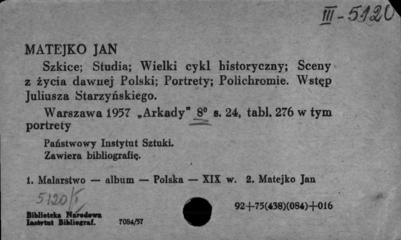 III-5120
MATEJKO JAN
Szkice; Studia; Wielki cykl historyczny; Sceny
z życia dawnej Polski; Portrety; Polichromie. Wstęp
Juliusza Starzyńskiego.
Warszawa 1957 „Arkady" 8º s. 24, tabl. 276 w tym
portrety
Państwowy Instytut Sztuki.
Zawiera bibliografię.
1. Malarstwo — album — Polska — XIX w. 2. Matejko Jan
5120/I
92+75(438)(084)+016
Biblioteka Narodowa
Instytut Bibliograf. 7084/57